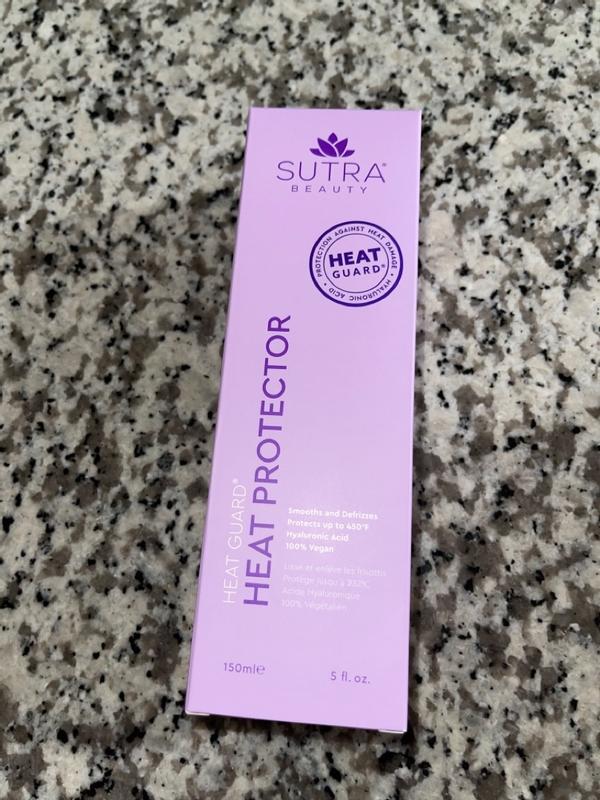 SUTRA®
BEAUTY
PROTECTION AGAINST HEAT DAMAGE •
HEAT
GUARD®
HYALURONIC ACID •
HEAT GUARD®
HEAT PROTECTOR
Smooths and Defrizzes
Protects up to 450°F
Hyaluronic Acid
100% Vegan
Lisse et enlève les frisottis
Protège jusqu'à 232°C
Acide Hyaluronique
100% Végétalien
150ml℮
5 fl. oz.